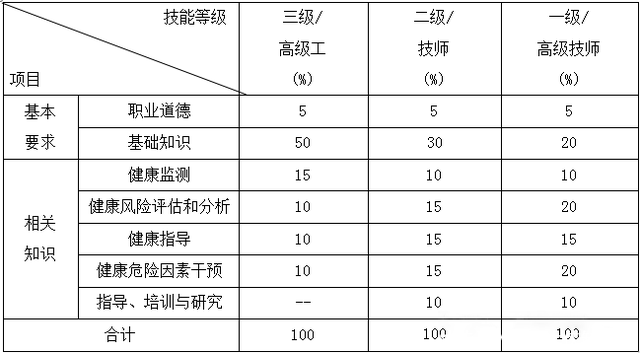 技能等级 三级/ 二级/ 一级/
高级工 技师 高级技师
项目 (%) (%) (%)
基本 职业道德 5 5 5
要求 基础知识 50 30 20
健康监测 15 10 10
健康风险评估和分析 10 15 20
相关
知识
健康指导 10 15 15
健康危险因素干预 10 15 20
指导、培训与研究 -- 10 10
合计 100 100 100